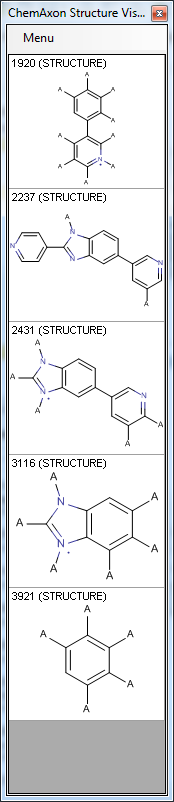 ChemAxon Structure Vis...
Menu
1920 (STRUCTURE)
A
A A
A
A A
A N* A
A
2237 (STRUCTURE)
A
N N N
N
A
2431 (STRUCTURE)
A
N N
A
N* A
A A
3116 (STRUCTURE)
A
N A
A
N* A
A A
3921 (STRUCTURE)
A
A A
A A